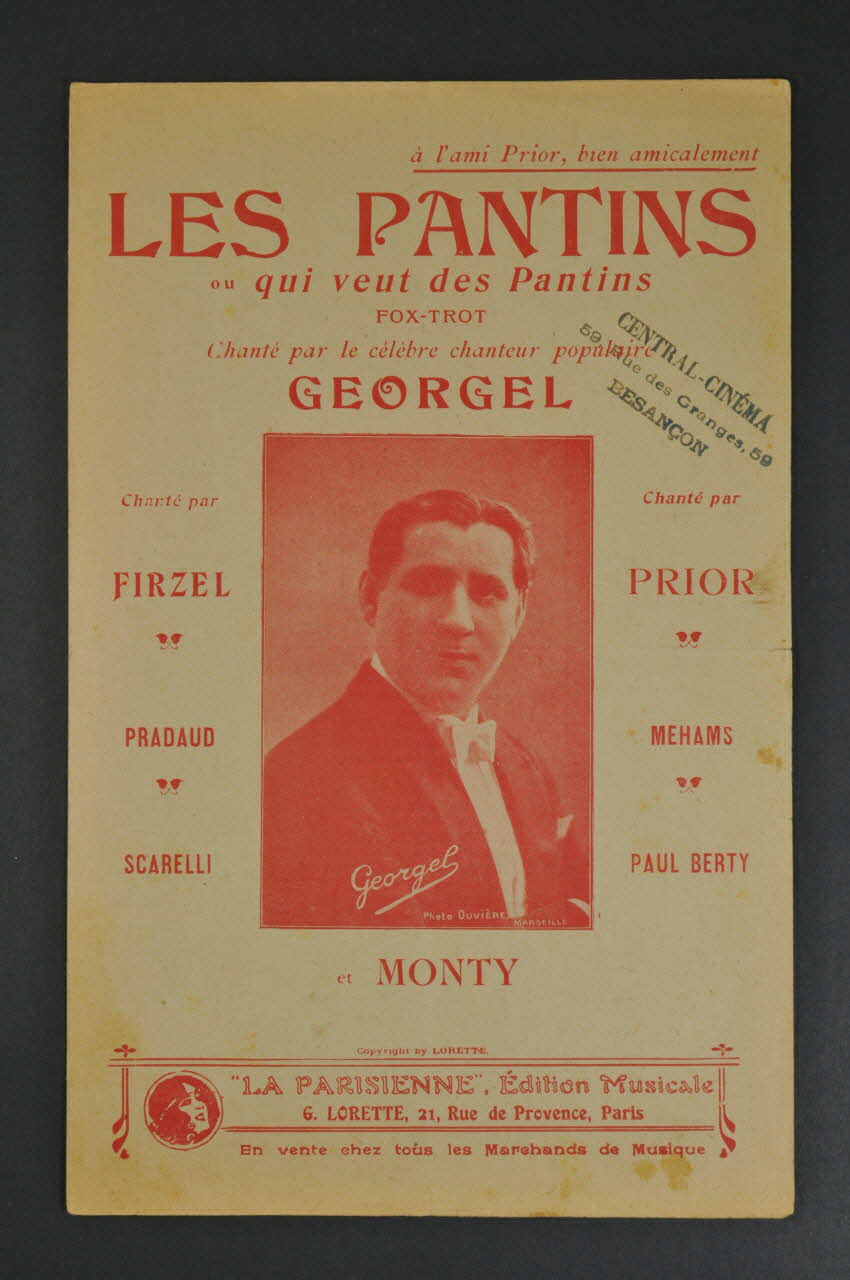 à l'ami Prior, bien amicalement
LES PANTINS
ou qui veut des Pantins
FOX-TROT
Chanté par le célèbre chanteur populaire
GEORGEL
CENTRAL-CINÉMA
59, Rue des Granges, 59
BESANÇON
Chanté par
FIRZEL
PRADAUD
SCARELLI
Chanté par
PRIOR
MEHAMS
PAUL BERTY
Georgel
Photo OUVIÈRE, MARSEILLE
et MONTY
Copyright by LORETTE.
"LA PARISIENNE", Édition Musicale
G. LORETTE, 21, Rue de Provence, Paris
En vente chez tous les Marchands de Musique